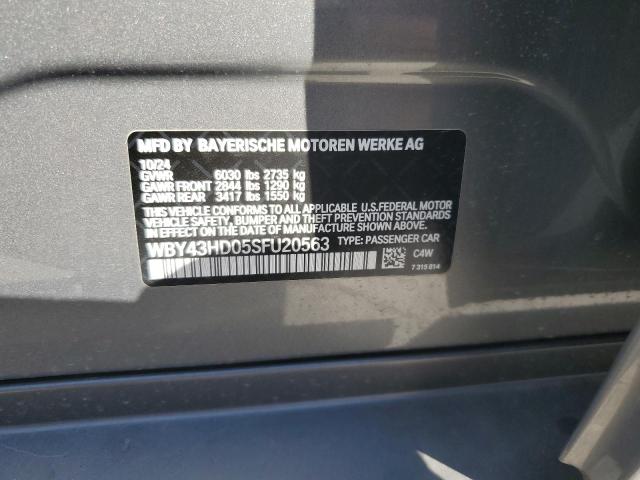 MFD BY BAYERISCHE MOTOREN WERKE AG
10/24
GVWR 6030 lbs 2735 kg
GAWR FRONT 2844 lbs 1290 kg
GAWR REAR 3417 lbs 1550 kg
THIS VEHICLE CONFORMS TO ALL APPLICABLE U.S.FEDERAL MOTOR
VEHICLE SAFETY, BUMPER AND THEFT PREVENTION STANDARDS
IN EFFECT ON THE DATE OF MANUFACTURE SHOWN ABOVE.
WBY43HD05SFU20563 TYPE: PASSENGER CAR
C4W
7 315 814